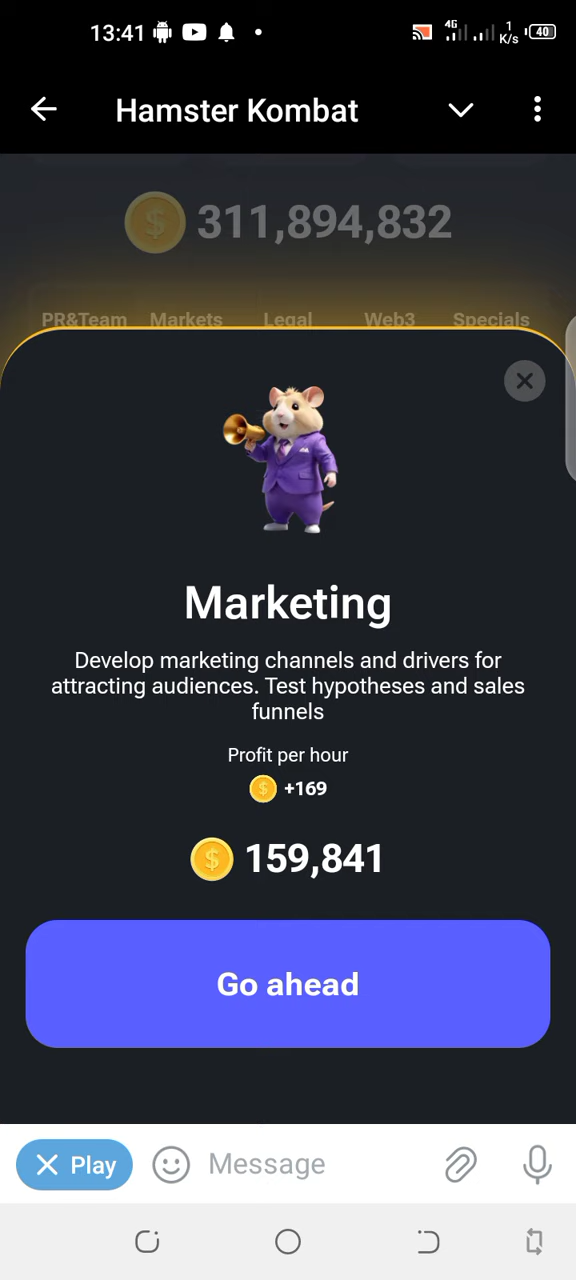 13:41
4G
1
K/s
40
Hamster Kombat
311,894,832
PR&Team Markets Legal Web3 Specials
Marketing
Develop marketing channels and drivers for
attracting audiences. Test hypotheses and sales
funnels
Profit per hour
+169
159,841
Go ahead
Play
Message